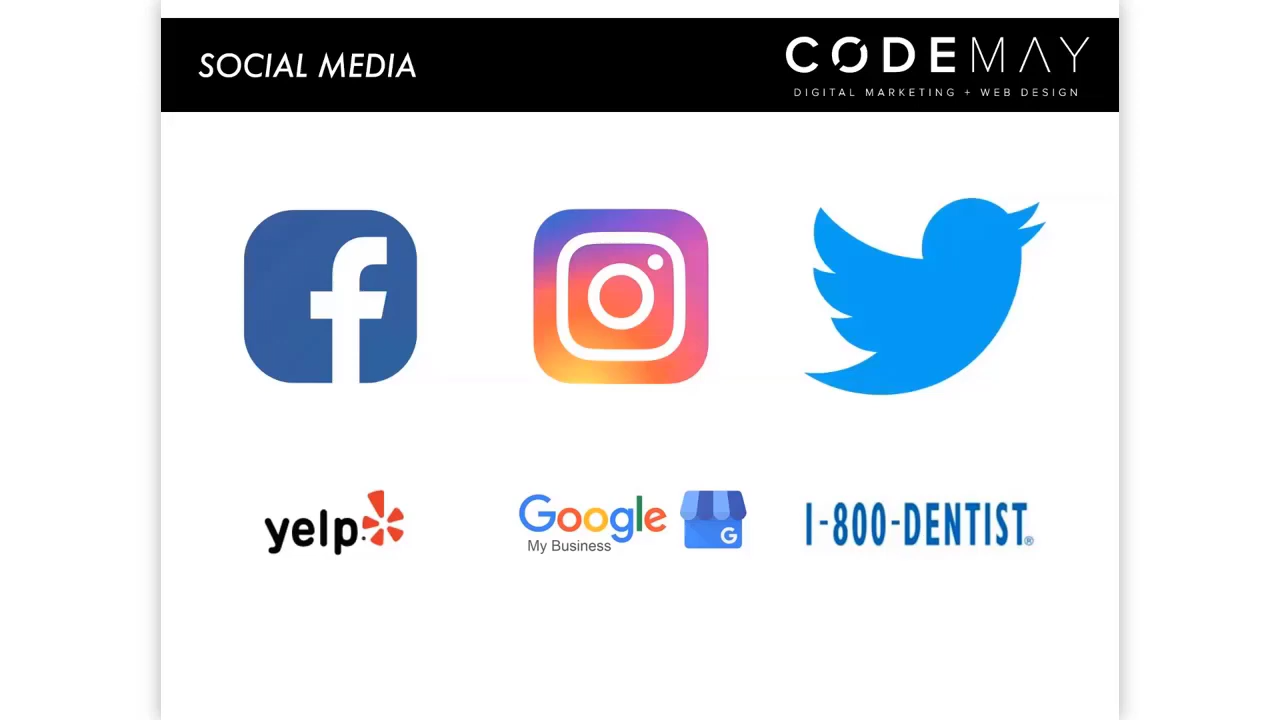 SOCIAL MEDIA
CODEMAY
DIGITAL MARKETING + WEB DESIGN
f
yelp
Google
My Business
G
1-800-DENTIST®